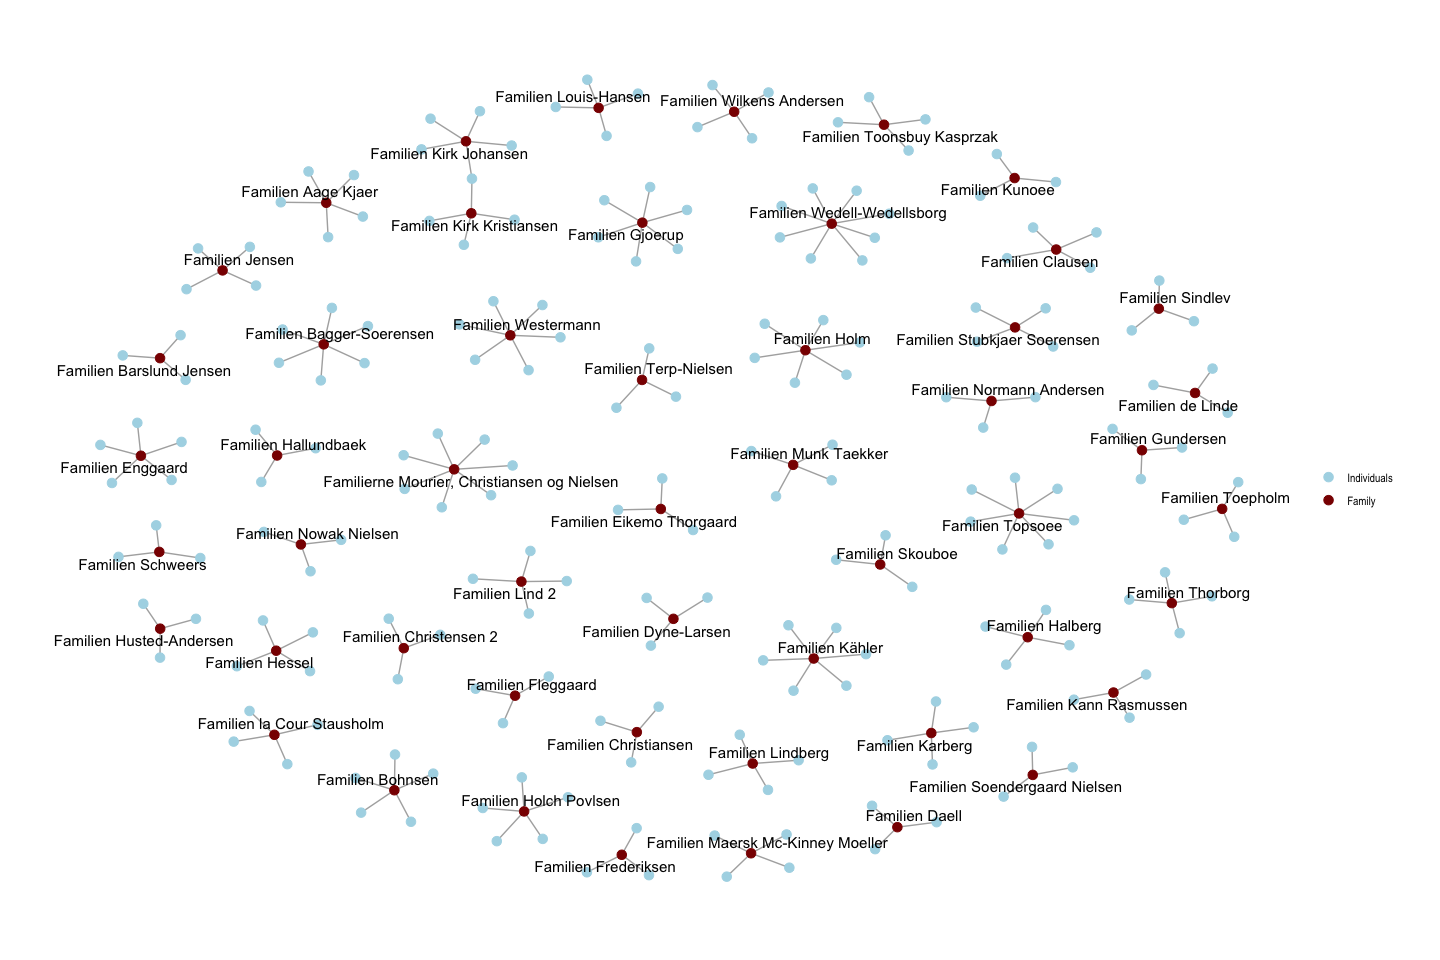 Familien Louis-Hansen
Familien Wilkens Andersen
Familien Toonsbuy Kasprzak
Familien Kirk Johansen
Familien Aage Kjaer
Familien Kunoee
Familien Wedell-Wedellsborg
Familien Kirk Kristiansen
Familien Gjoerup
Familien Jensen
Familien Clausen
Familien Sindlev
Familien Westermann
Familien Bagger-Soerensen
Familien Holm
Familien Stubkjaer Soerensen
Familien Barslund Jensen
Familien Terp-Nielsen
Familien Normann Andersen
Familien de Linde
Familien Gundersen
Familien Hallundbaek
Familien Munk Taekker
Familien Enggaard
Individuals
Familierne Mourier, Christiansen og Nielsen
Familien Toepholm
Family
Familien Eikemo Thorgaard
Familien Topsoee
Familien Nowak Nielsen
Familien Skouboe
Familien Schweers
Familien Lind 2
Familien Thorborg
Familien Halberg
Familien Dyne-Larsen
Familien Christensen 2
Familien Husted-Andersen
Familien Kähler
Familien Hessel
Familien Fleggaard
Familien Kann Rasmussen
Familien la Cour Stausholm
Familien Christiansen
Familien Karberg
Familien Lindberg
Familien Bohnsen
Familien Soendergaard Nielsen
Familien Holch Povlsen
Familien Daell
Familien Maersk Mc-Kinney Moeller
Familien Frederiksen